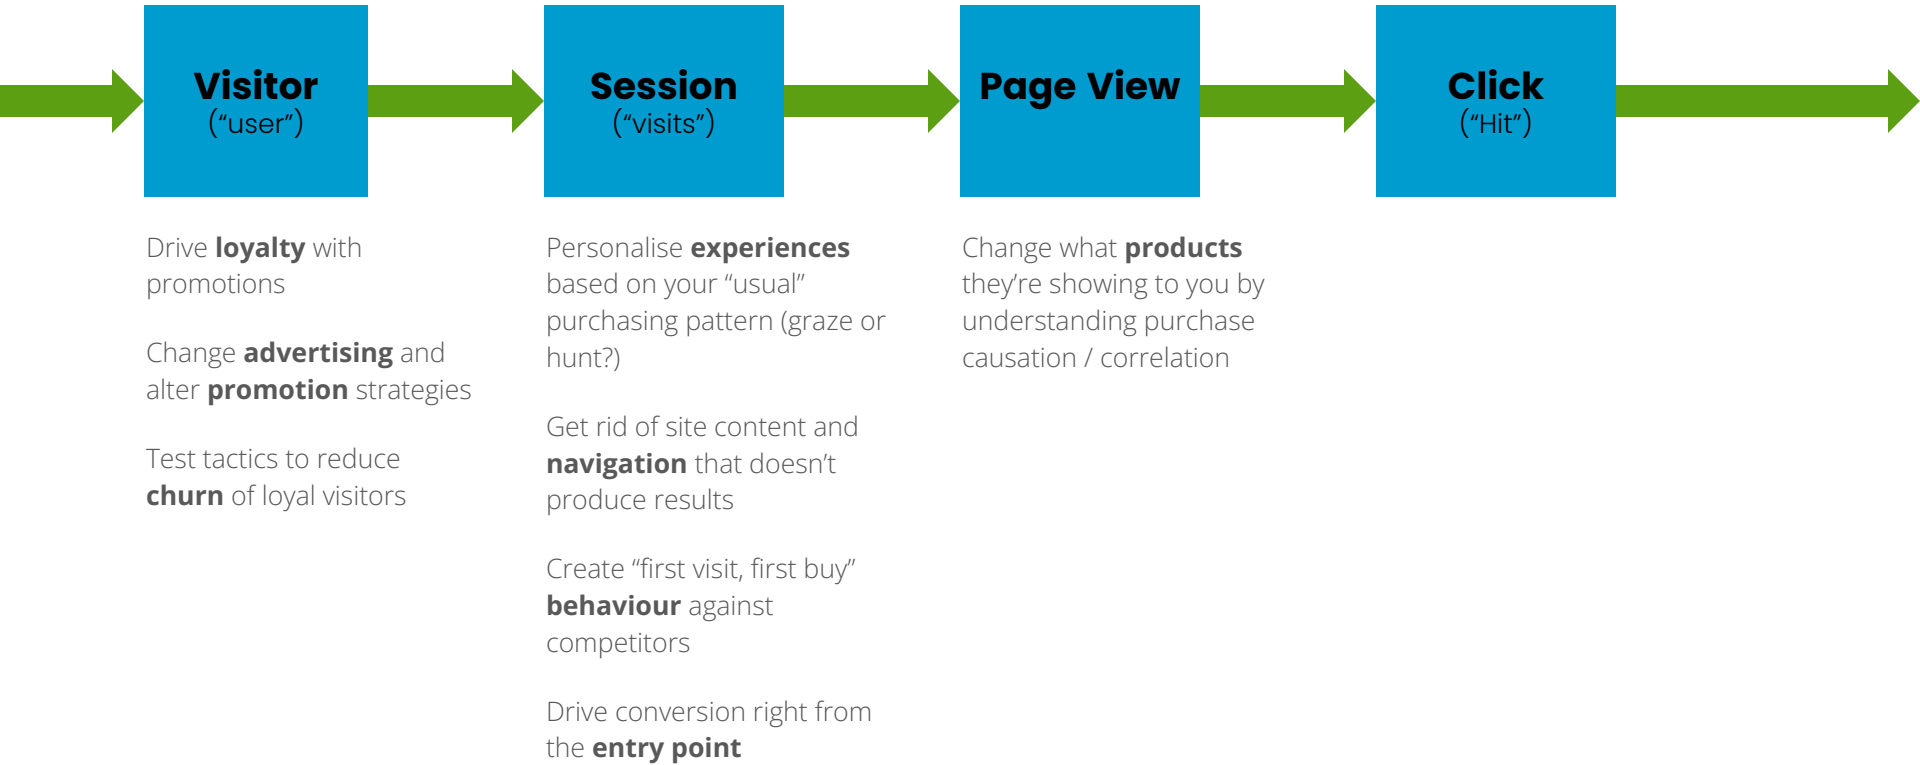 Visitor
(“user”)
Session
(“visits”)
Page View
Click
(“Hit”)
Drive loyalty with
promotions
Change advertising and
alter promotion strategies
Test tactics to reduce
churn of loyal visitors
Personalise experiences
based on your “usual”
purchasing pattern (graze or
hunt?)
Get rid of site content and
navigation that doesn’t
produce results
Create “first visit, first buy”
behaviour against
competitors
Drive conversion right from
the entry point
Change what products
they’re showing to you by
understanding purchase
causation / correlation